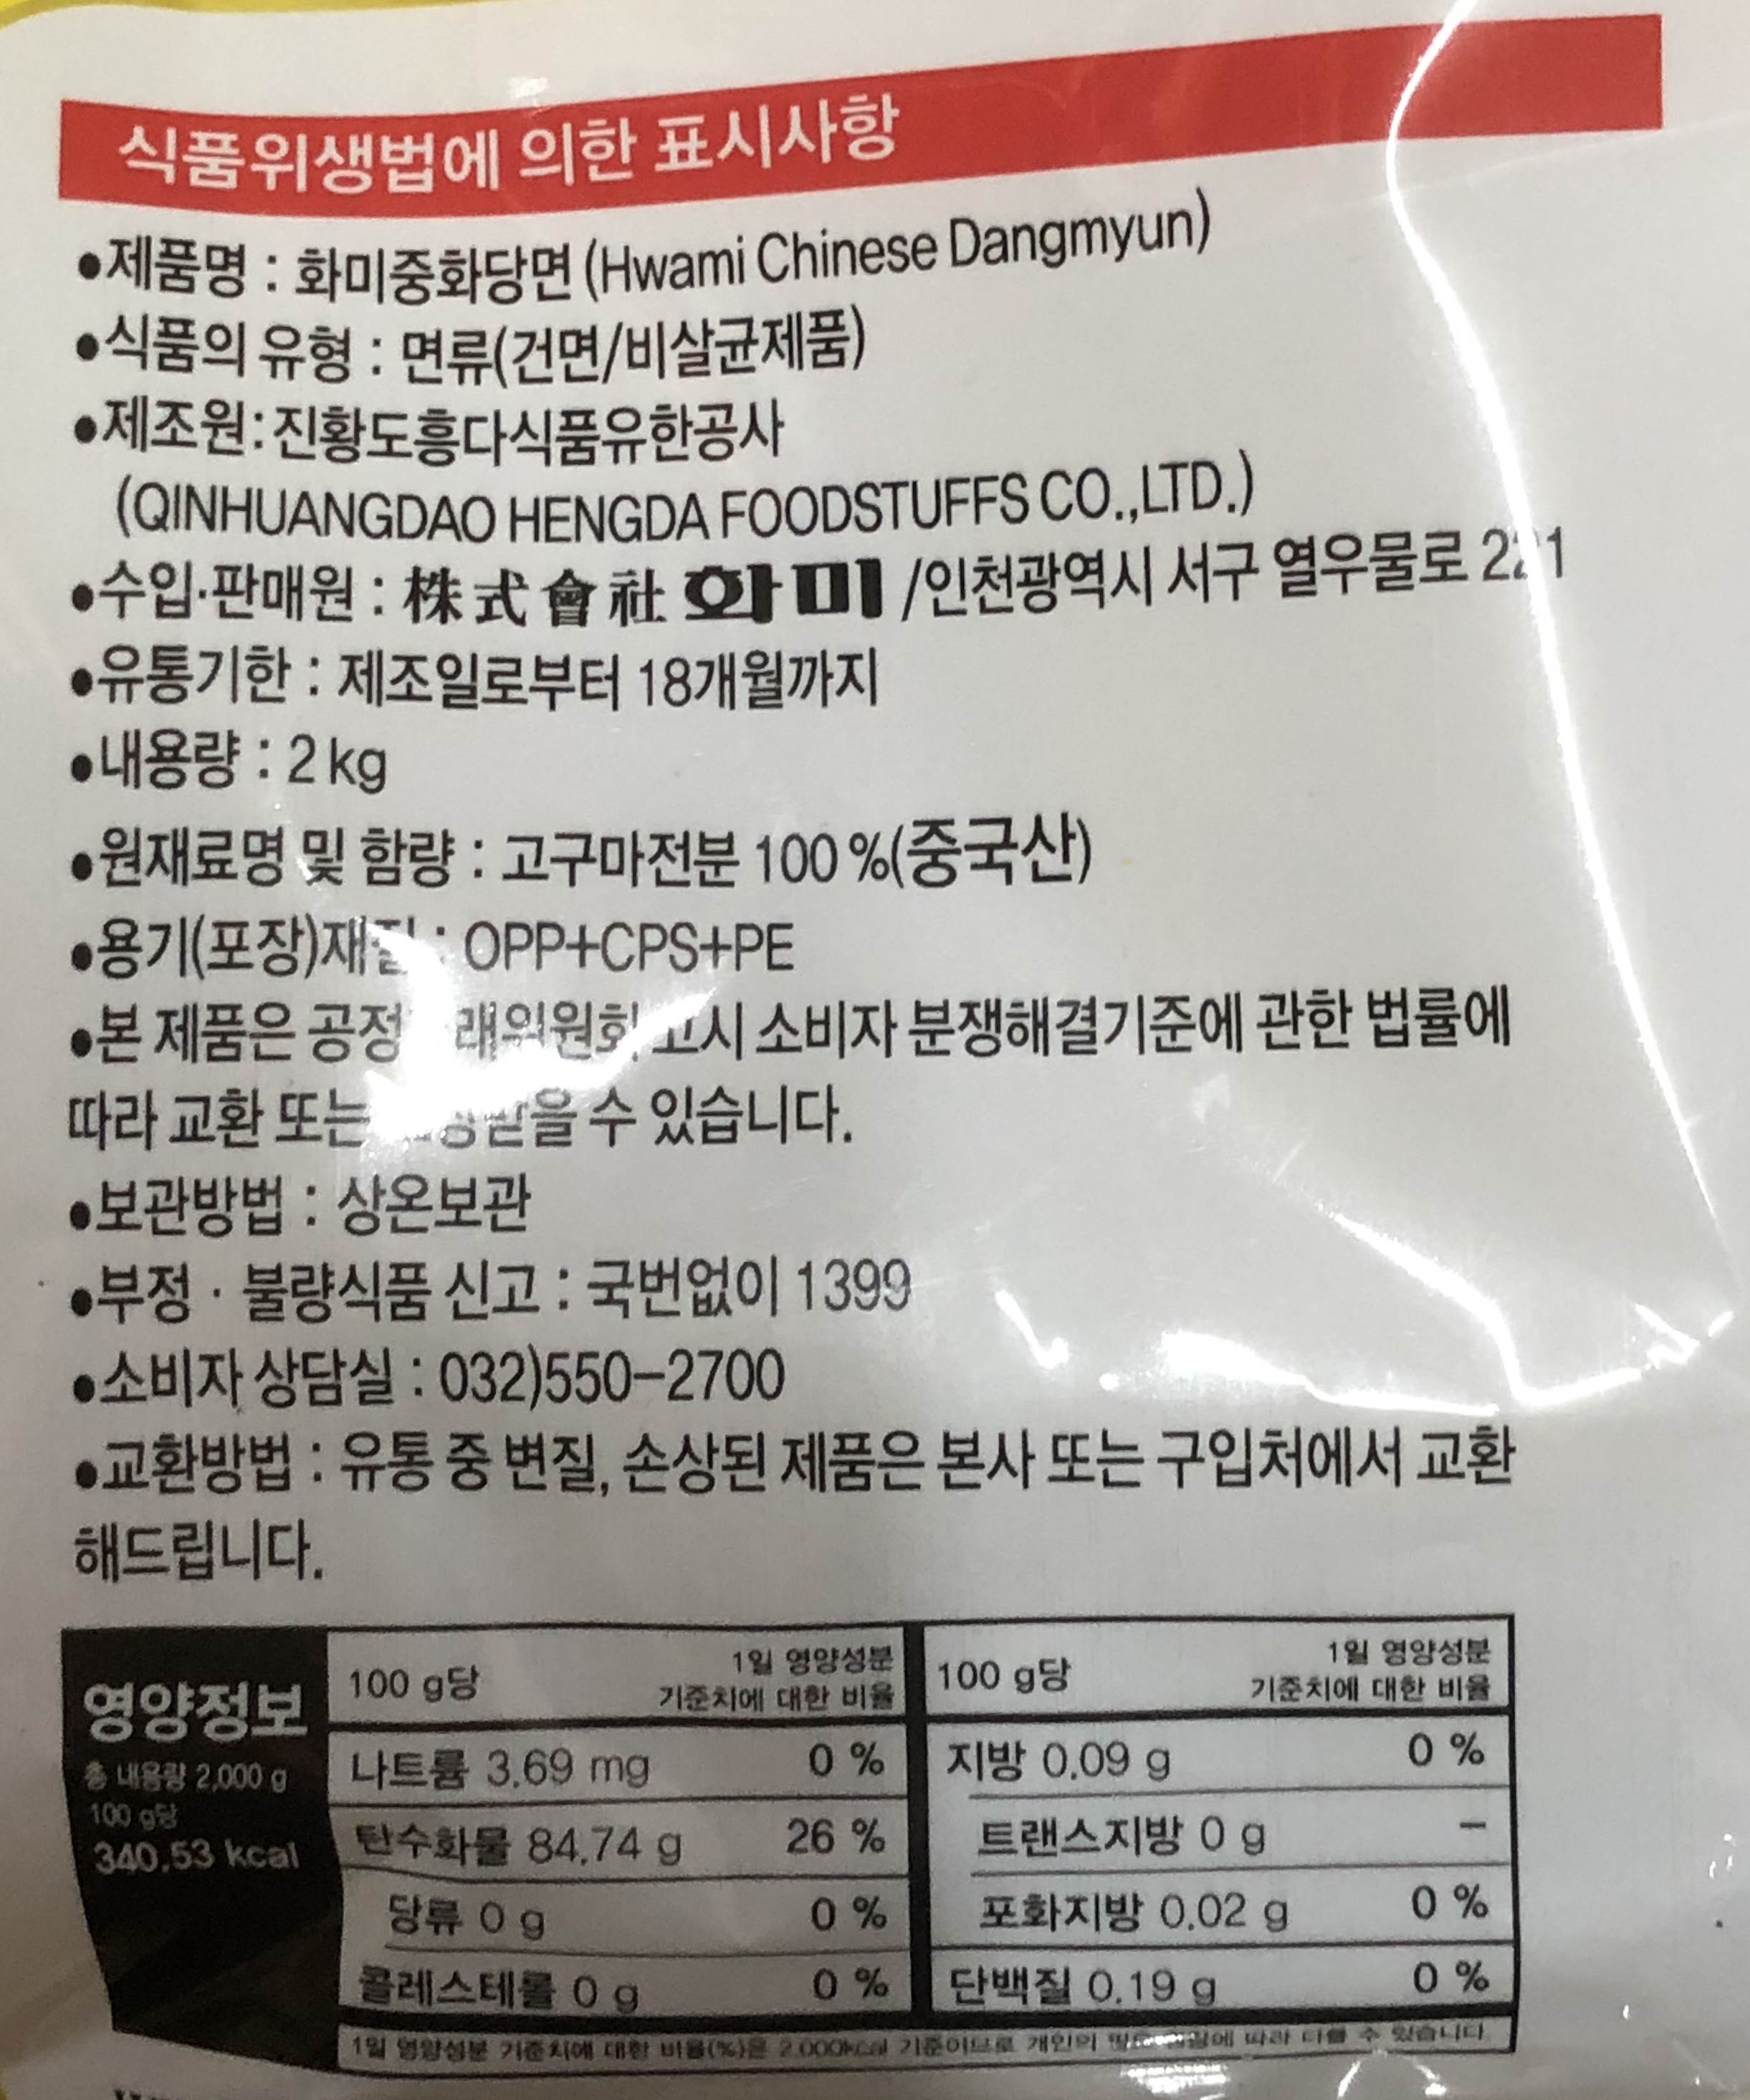 식품위생법에 의한 표시사항
•제품명 : 화미중화당면 (Hwami Chinese Dangmyun)
•식품의 유형 : 면류(건면/비살균제품)
•제조원:진황도흥다식품유한공사
(QINHUANGDAO HENGDA FOODSTUFFS CO.,LTD.)
•수입·판매원 : 株式會社 화미 /인천광역시 서구 열우물로
•유통기한 : 제조일로부터 18개월까지
•내용량 : 2 kg
•원재료명 및 함량 : 고구마전분 100 %(중국산)
•용기(포장)재질 : OPP+CPS+PE
•본 제품은 고시 소비자 분쟁해결기준에 관한 법률에
따라 교환 또는 수 있습니다.
•보관방법 : 상온보관
•부정 · 불량식품 신고 : 국번없이 1399
•소비자 상담실 : 032)550-2700
•교환방법 : 유통 중 변질, 손상된 제품은 본사 또는 구입처에서 교환
해드립니다.
영양정보
총 내용량 2,000 g
100 g당
340.53 kcal
100 g당 1일 영양성분 기준치에 대한 비율
나트륨 3.69 mg 0 %
탄수화물 84.74 g 26 %
당류 0 g 0 %
콜레스테롤 0 g 0 %
100 g당 1일 영양성분 기준치에 대한 비율
지방 0.09 g 0 %
트랜스지방 0 g −
포화지방 0.02 g 0 %
단백질 0.19 g 0 %
1일 영양성분 기준치에 대한 비율(%)은 2,000kcal 기준이므로 개인의 따라 다를 수 있습니다.